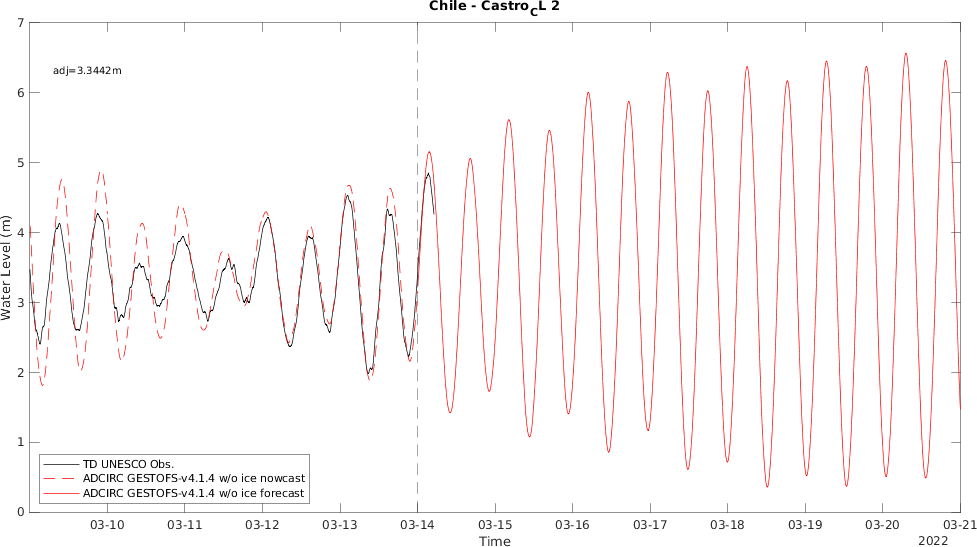 Chile - CastroCL 2
7
adj=3.3442m
6
5
4
3
2
1
0
Water Level (m)
TD UNESCO Obs.
ADCIRC GESTOFS-v4.1.4 w/o ice nowcast
ADCIRC GESTOFS-v4.1.4 w/o ice forecast
03-10 03-11 03-12 03-13 03-14 03-15 03-16 03-17 03-18 03-19 03-20 03-21
Time
2022